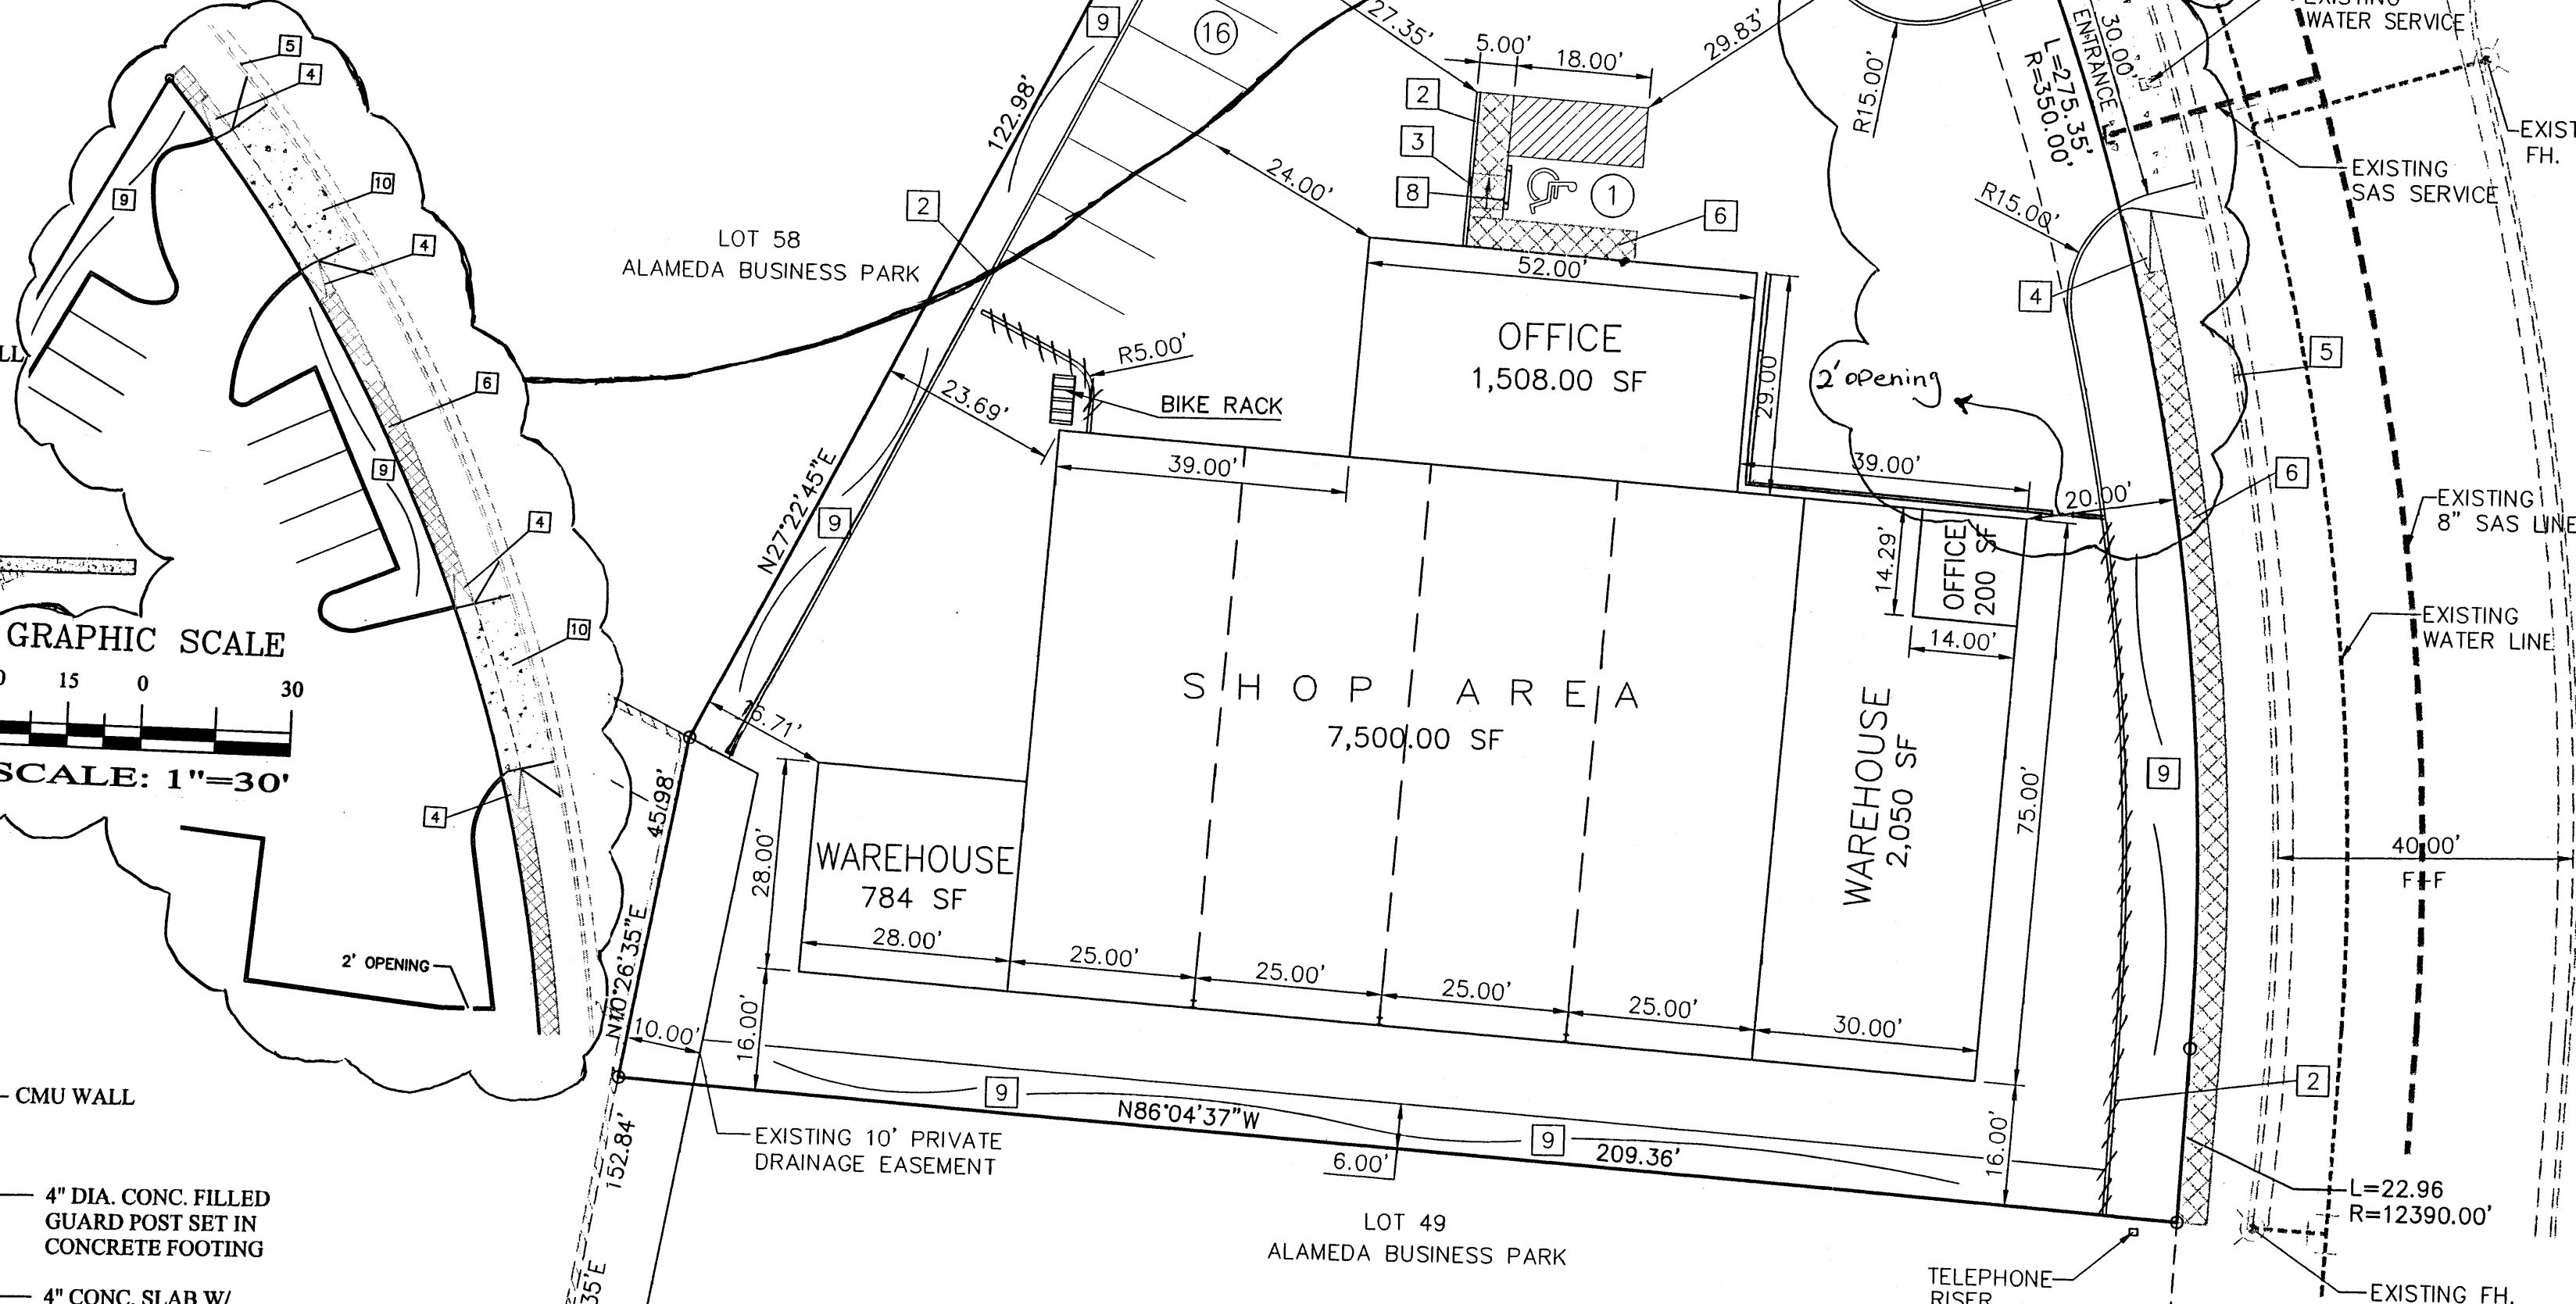 5
4
9
10
4
6
9
4
10
4
2' OPENING
LL
GRAPHIC SCALE
15
0
30
SCALE: 1"=30'
CMU WALL
4" DIA. CONC. FILLED
GUARD POST SET IN
CONCRETE FOOTING
4" CONC. SLAB W/
9
16
122.98'
2
LOT 58
ALAMEDA BUSINESS PARK
27.35'
5.00'
18.00'
29.83'
2
3
8
1
6
24.00'
52.00'
OFFICE
1,508.00 SF
29.00
R5.00'
BIKE RACK
23.69'
N27°22'45"E
9
39.00'
39.00'
20.00'
2' opening
R15.00'
R15.00'
ENTRANCE
30.00'
L=275.35'
R=350.00'
EXISTING
WATER SERVICE
EXIST
FH.
EXISTING
SAS SERVICE
4
5
6
EXISTING
8" SAS LINE
EXISTING
WATER LINE
14.29'
OFFICE
200 SF
14.00'
SHOP AREA
7,500.00 SF
WAREHOUSE
2,050 SF
75.00'
9
40.00'
F-F
16.71'
45.98'
28.00'
WAREHOUSE
784 SF
28.00'
25.00'
25.00'
25.00'
25.00'
30.00'
N10°26'35"E
10.00'
16.00'
9
N86°04'37"W
9
209.36'
6.00'
16.00'
2
152.84'
EXISTING 10' PRIVATE
DRAINAGE EASEMENT
L=22.96
R=12390.00'
LOT 49
ALAMEDA BUSINESS PARK
TELEPHONE
RISER
EXISTING FH.
35"E